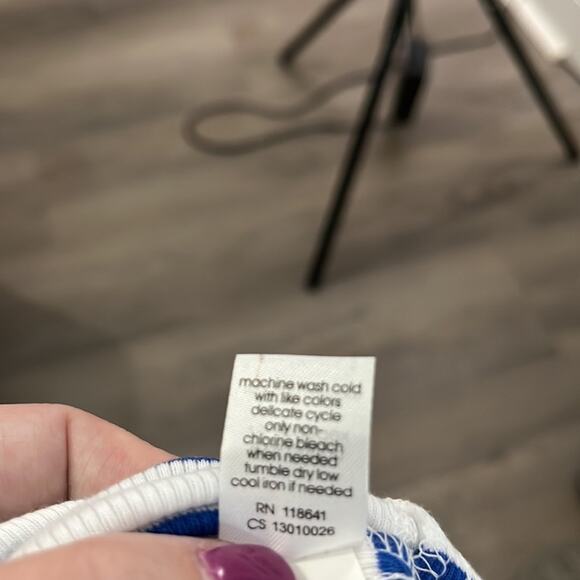 machine wash cold
with like colors
delicate cycle
only non-
chlorine bleach
when needed
tumble dry low
cool iron if needed
RN 118641
CS 13010026